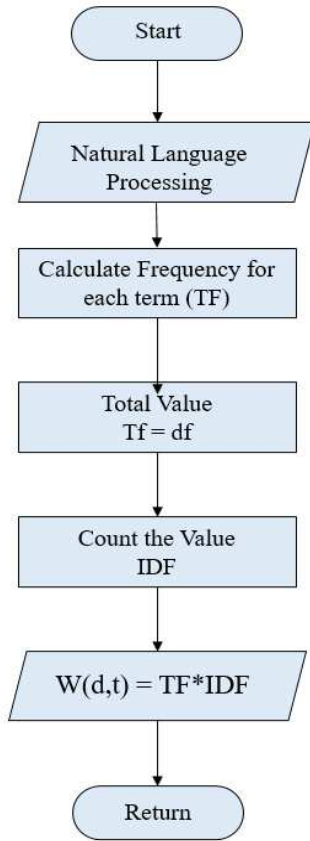 Start
Natural Language
Processing
Calculate Frequency for
each term (TF)
Total Value
Tf = df
Count the Value
IDF
W(d,t) = TF*IDF
Return